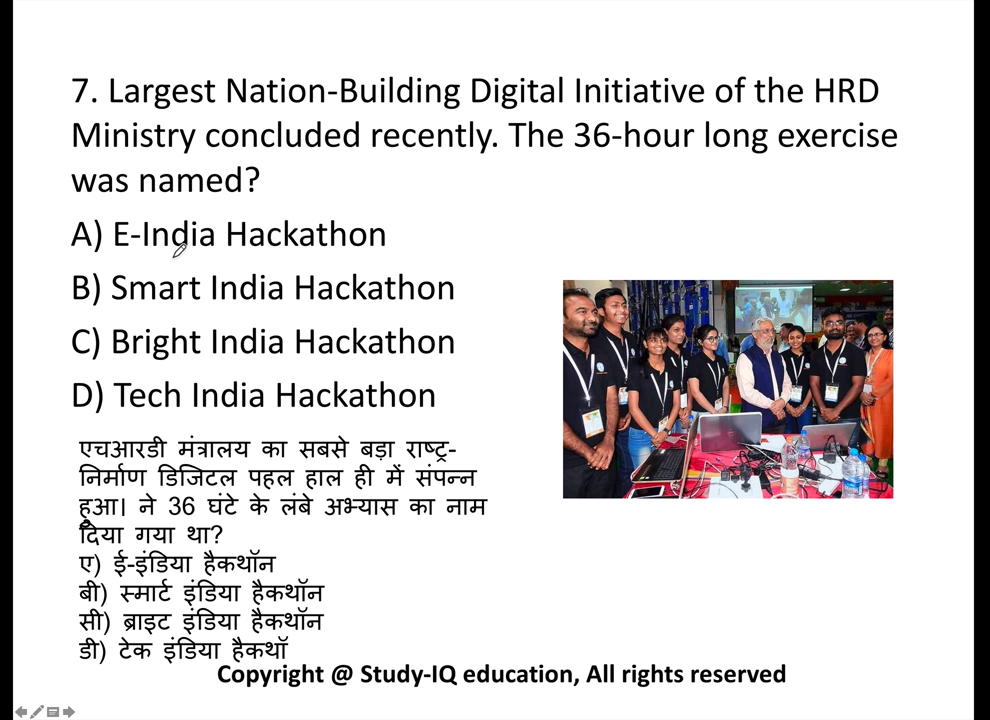 7. Largest Nation-Building Digital Initiative of the HRD
Ministry concluded recently. The 36-hour long exercise
was named?
A) E-India Hackathon
B) Smart India Hackathon
C) Bright India Hackathon
D) Tech India Hackathon
एचआरडी मंत्रालय का सबसे बड़ा राष्ट्र-
निर्माण डिजिटल पहल हाल ही में संपन्न
हुआ। ने 36 घंटे के लंबे अभ्यास का नाम
दिया गया था?
ए) ई-इंडिया हैकथॉन
बी) स्मार्ट इंडिया हैकथॉन
सी) ब्राइट इंडिया हैकथॉन
डी) टेक इंडिया हैकथॉ
Copyright @ Study-IQ education, All rights reserved